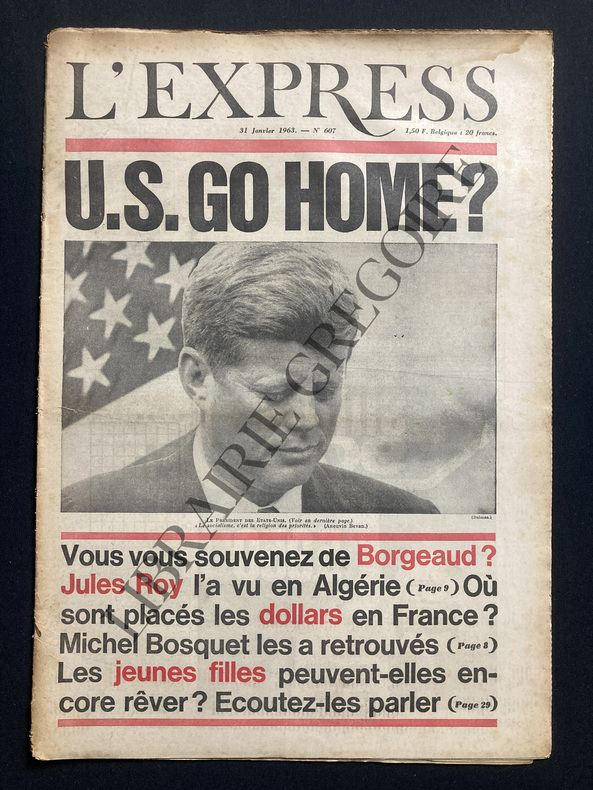 L'EXPRESS
31 Janvier 1963. — N° 607
1,50 F. Belgique : 20 francs.
U.S. GO HOME?
LE PRÉSIDENT DES ETATS-UNIS. (Voir en dernière page.)
« Le socialisme, c'est la religion des priorités. » (ANEURIN BEVAN.)
Vous vous souvenez de Borgeaud ?
Jules Roy l'a vu en Algérie (Page 9) Où
sont placés les dollars en France ?
Michel Bosquet les a retrouvés (Page 8)
Les jeunes filles peuvent-elles en-
core rêver ? Ecoutez-les parler (Page 29)
LIBRAIRIE GRÉGOIRE